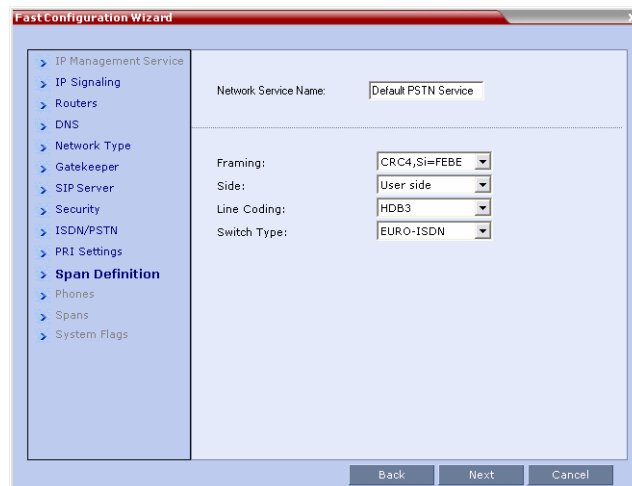 Fast Configuration Wizard
IP Management Service
IP Signaling
Routers
DNS
Network Type
Gatekeeper
SIP Server
Security
ISDN/PSTN
PRI Settings
Span Definition
Phones
Spans
System Flags
Network Service Name: Default PSTN Service
Framing: CRC4,Si=FEBE
Side: User side
Line Coding: HDB3
Switch Type: EURO-ISDN
Back Next Cancel